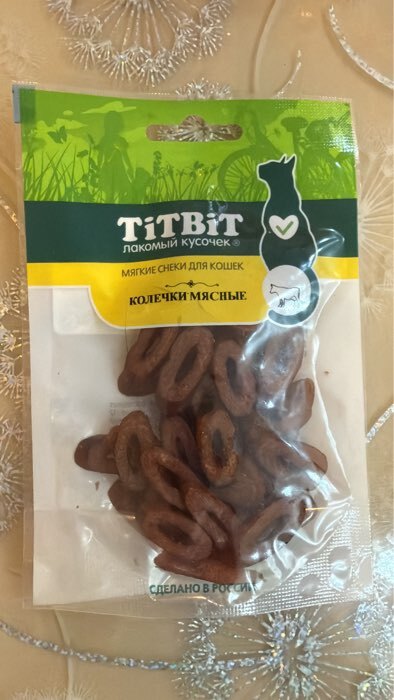 TiTBiT
лакомый кусочек®
МЯГКИЕ СНЕКИ ДЛЯ КОШЕК
КОЛЕЧКИ МЯСНЫЕ
СДЕЛАНО В РОССИИ